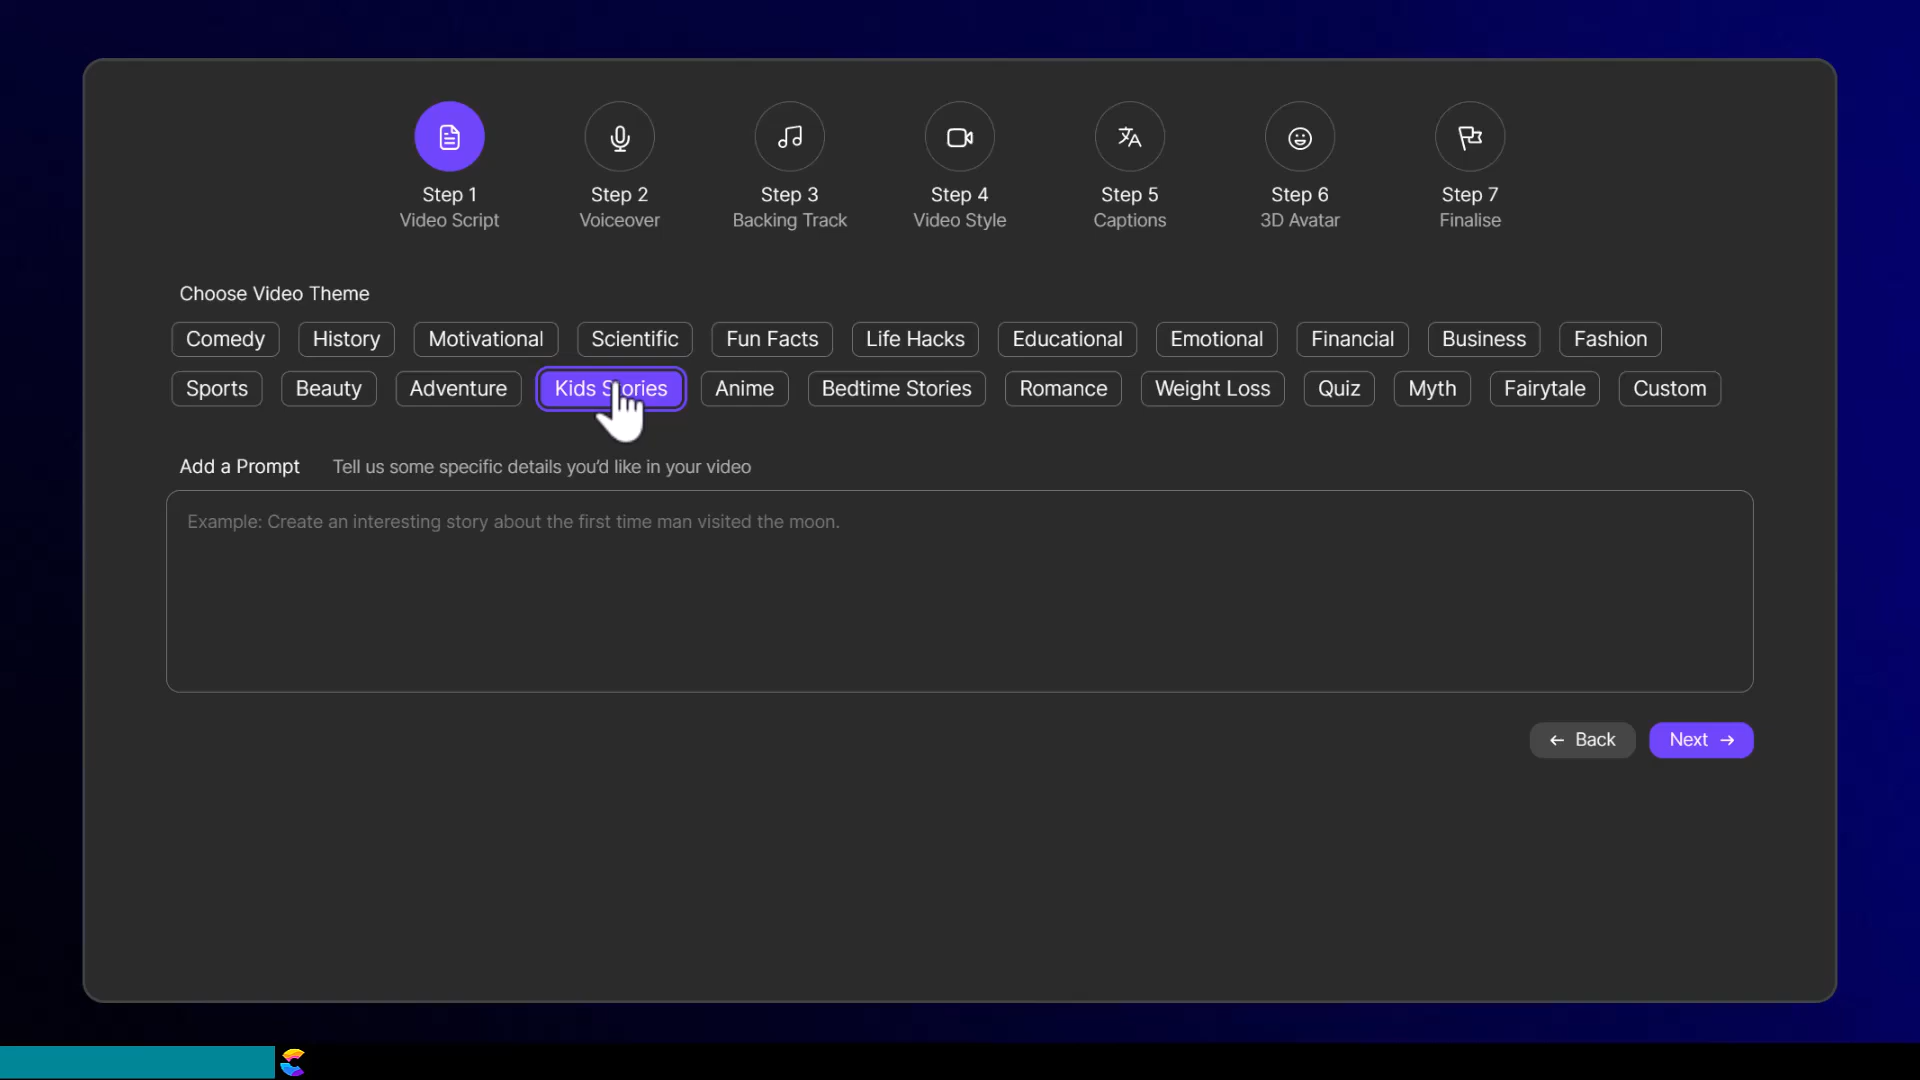 Step 1 Step 2 Step 3 Step 4 Step 5 Step 6 Step 7
Video Script Voiceover Backing Track Video Style Captions 3D Avatar Finalise
Choose Video Theme
Comedy History Motivational Scientific Fun Facts Life Hacks Educational Emotional Financial Business Fashion
Sports Beauty Adventure Kids Stories Anime Bedtime Stories Romance Weight Loss Quiz Myth Fairytale Custom
Add a Prompt Tell us some specific details you'd like in your video
Example: Create an interesting story about the first time man visited the moon.
← Back Next →